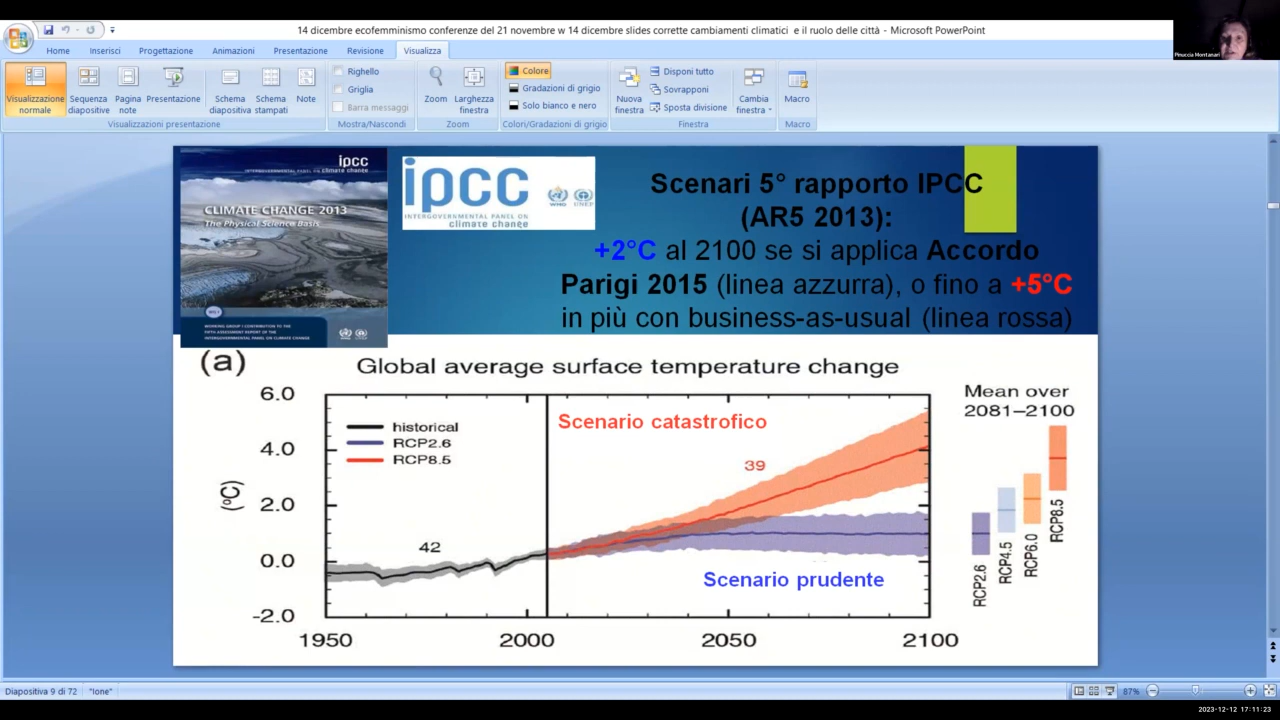 14 dicembre ecofemminismo conferenze del 21 novembre w 14 dicembre slides corrette cambiamenti climatici e il ruolo delle città - Microsoft PowerPoint
Pinuccia Montanari
Home Inserisci Progettazione Animazioni Presentazione Revisione Visualizza
Visualizzazione normale
Sequenza diapositive
Pagina note
Presentazione
Schema diapositiva
Schema stampati
Note
Visualizzazioni presentazione
Righello
Griglia
Barra messaggi
Mostra/Nascondi
Zoom
Larghezza finestra
Zoom
Colore
Gradazioni di grigio
Solo bianco e nero
Colori/Gradazioni di grigio
Nuova finestra
Disponi tutto
Sovrapponi
Sposta divisione
Cambia finestra
Finestra
Macro
Macro
ipcc
INTERGOVERNMENTAL PANEL ON climate change
CLIMATE CHANGE 2013
The Physical Science Basis
WG I
WORKING GROUP I CONTRIBUTION TO THE
FIFTH ASSESSMENT REPORT OF THE
INTERGOVERNMENTAL PANEL ON CLIMATE CHANGE
ipcc
INTERGOVERNMENTAL PANEL ON
climate change
WMO UNEP
Scenari 5° rapporto IPCC
(AR5 2013):
+2°C al 2100 se si applica Accordo
Parigi 2015 (linea azzurra), o fino a +5°C
in più con business-as-usual (linea rossa)
(a)
Global average surface temperature change
Mean over
2081–2100
6.0
4.0
2.0
0.0
-2.0
(ºC)
historical
RCP2.6
RCP8.5
Scenario catastrofico
39
42
Scenario prudente
1950 2000 2050 2100
RCP2.6
RCP4.5
RCP6.0
RCP8.5
Diapositiva 9 di 72 "Ione" 87%
2023-12-12 17:11:23